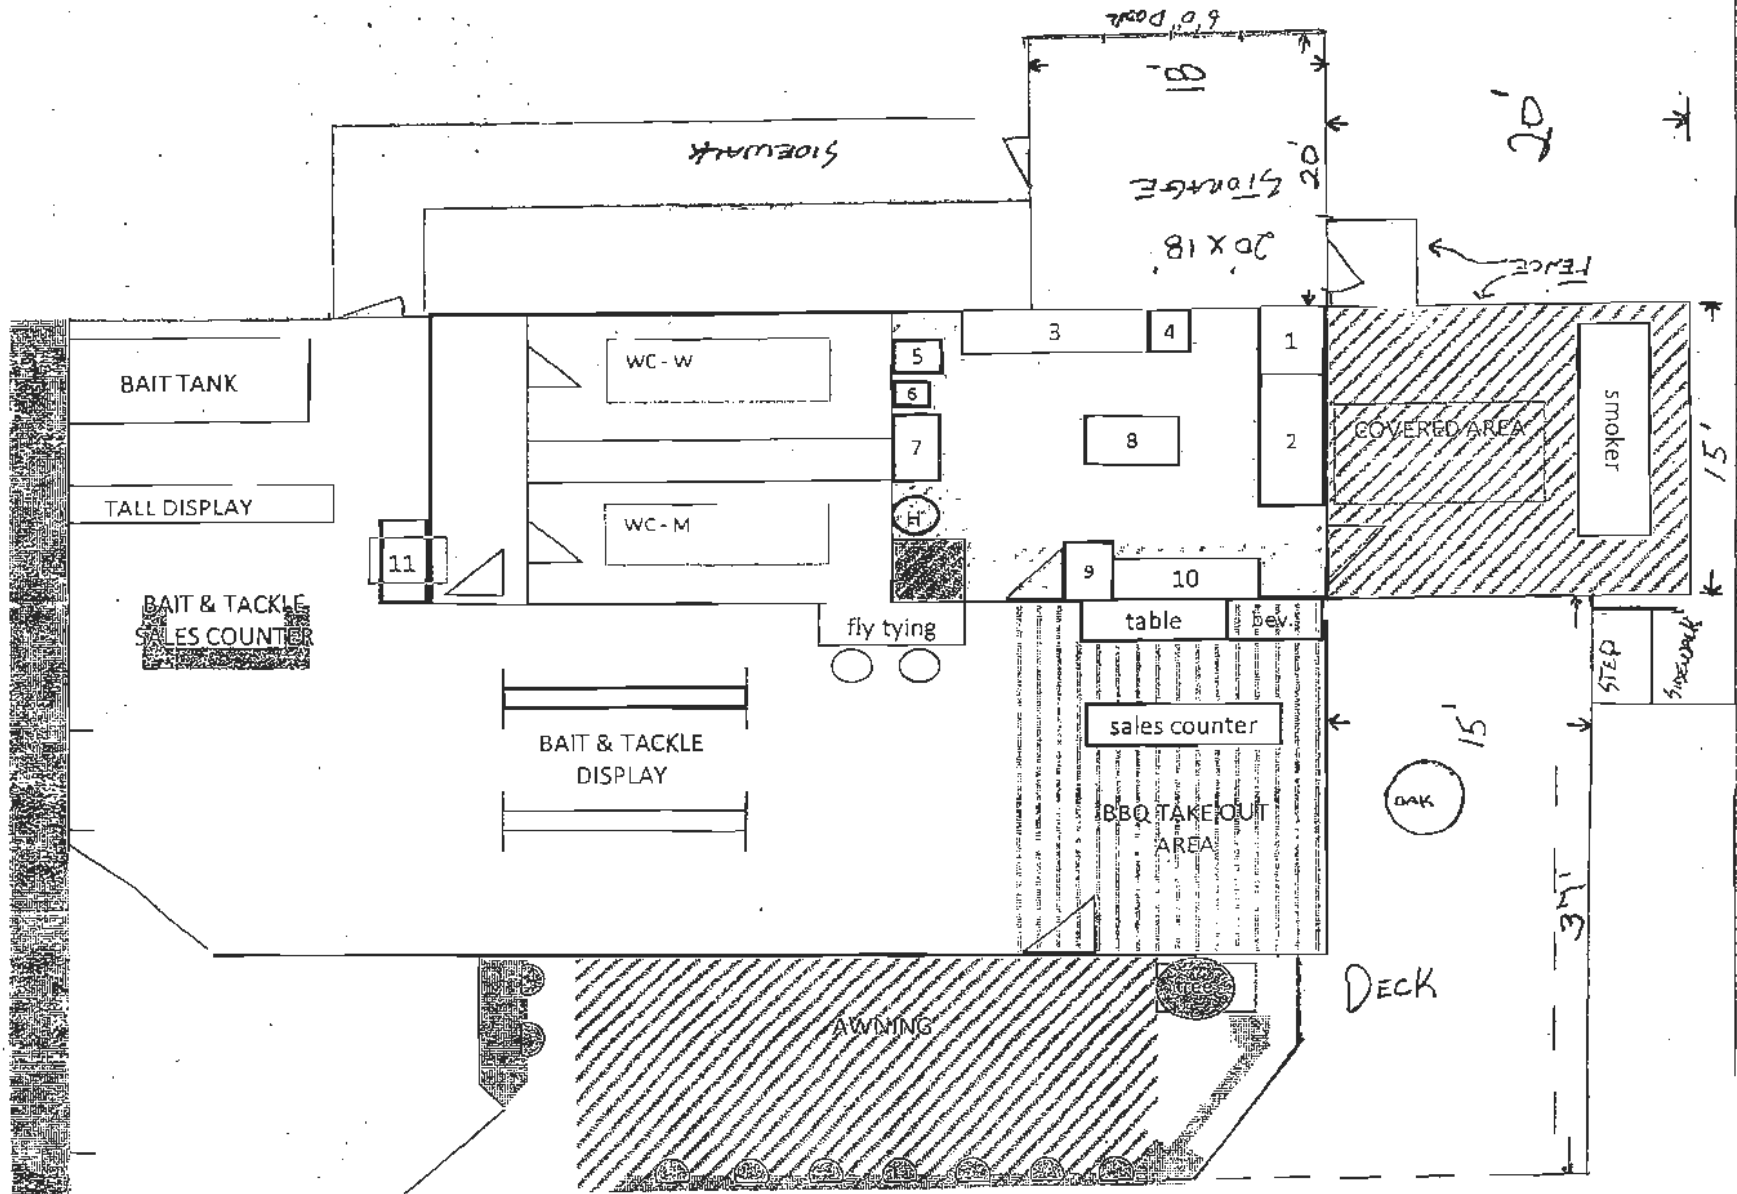 6'0" DOOR
18'
20'
SIDEWALK
20'
STORAGE
20' X 18'
FENCE
3
4
1
5
WC - W
BAIT TANK
6
smoker
COVERED AREA
7
8
2
15'
TALL DISPLAY
WC - M
H
11
9
10
BAIT & TACKLE
SALES COUNTER
fly tying
table
bev.
STEP
SIDEWALK
sales counter
15'
BAIT & TACKLE
DISPLAY
OAK
BBQ TAKE OUT
AREA
37'
DECK
tree
AWNING